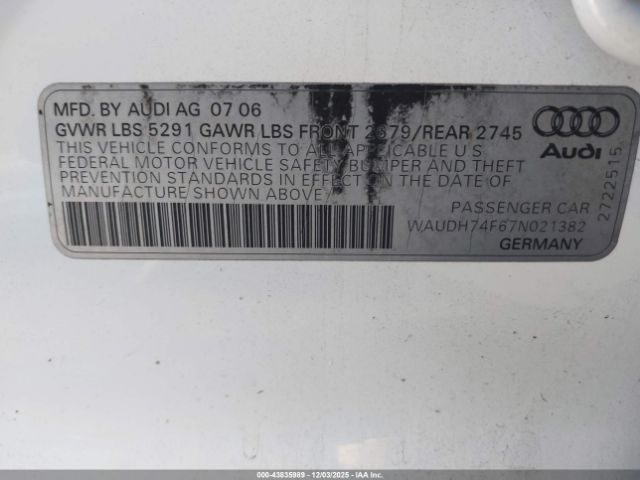 MFD. BY AUDI AG 07 06
GVWR LBS 5291 GAWR LBS FRONT 2679/REAR 2745
THIS VEHICLE CONFORMS TO ALL APPLICABLE U S
FEDERAL MOTOR VEHICLE SAFETY BUMPER AND THEFT
PREVENTION STANDARDS IN EFFECT ON THE DATE OF
MANUFACTURE SHOWN ABOVE
Audi
2722515
PASSENGER CAR
WAUDH74F67N021382
GERMANY
000-43835989 - 12/03/2025 - IAA Inc.